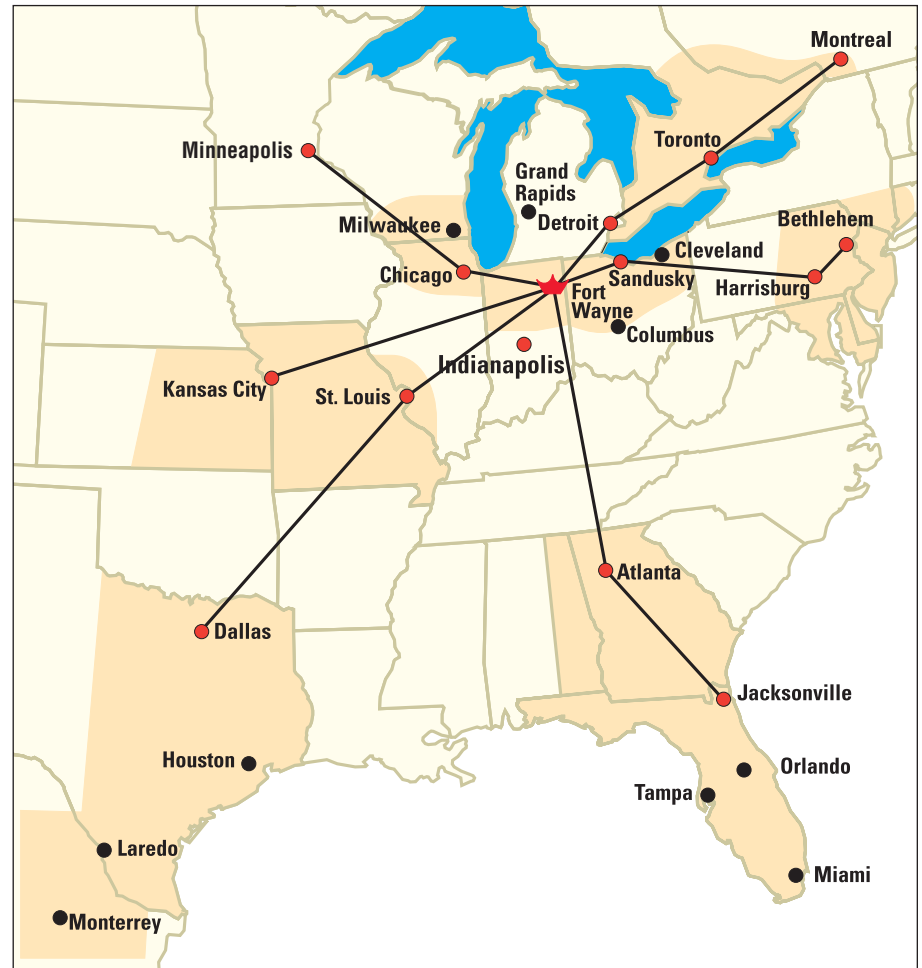 Montreal
Toronto
Minneapolis
Grand
Rapids
Detroit
Milwaukee
Bethlehem
Cleveland
Chicago
Sandusky
Harrisburg
Fort
Wayne
Columbus
Indianapolis
Kansas City
St. Louis
Atlanta
Dallas
Jacksonville
Houston
Orlando
Tampa
Laredo
Miami
Monterrey